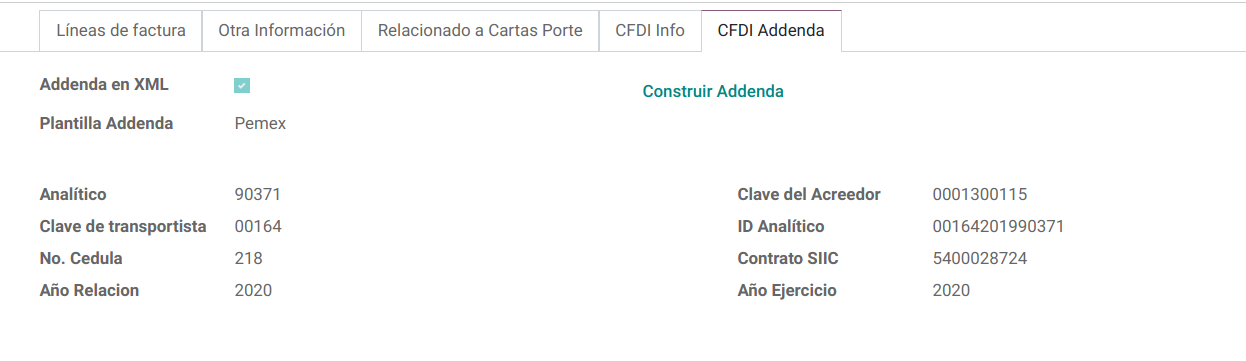 Líneas de factura Otra Información Relacionado a Cartas Porte CFDI Info CFDI Addenda
Addenda en XML
Construir Addenda
Plantilla Addenda Pemex
Analítico 90371 Clave del Acreedor 0001300115
Clave de transportista 00164 ID Analítico 00164201990371
No. Cedula 218 Contrato SIIC 5400028724
Año Relacion 2020 Año Ejercicio 2020